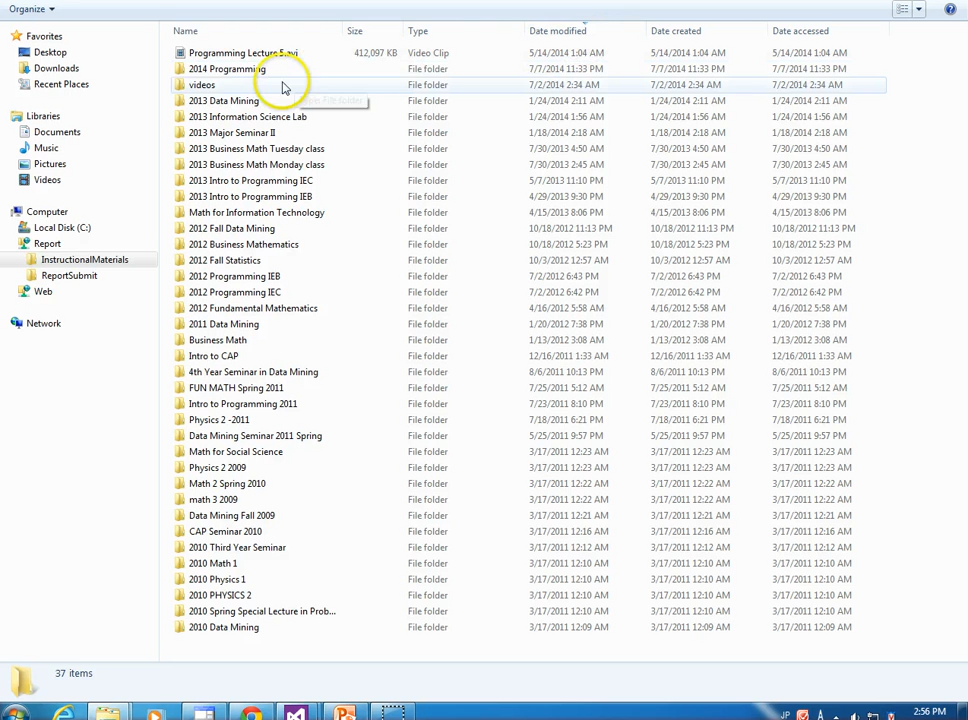 Organize
Name Size Type Date modified Date created Date accessed
Favorites
Desktop
Downloads
Recent Places
Libraries
Documents
Music
Pictures
Videos
Computer
Local Disk (C:)
Report
InstructionalMaterials
ReportSubmit
Web
Network
Programming Lecture 5.avi 412,097 KB Video Clip 5/14/2014 1:04 AM 5/14/2014 1:04 AM 5/14/2014 1:04 AM
2014 Programming File folder 7/7/2014 11:33 PM 7/7/2014 11:33 PM 7/7/2014 11:33 PM
videos File folder 7/2/2014 2:34 AM 7/2/2014 2:34 AM 7/2/2014 2:34 AM
2013 Data Mining File folder 1/24/2014 2:11 AM 1/24/2014 2:11 AM 1/24/2014 2:11 AM
2013 Information Science Lab File folder 1/24/2014 1:56 AM 1/24/2014 1:56 AM 1/24/2014 1:56 AM
2013 Major Seminar II File folder 1/18/2014 2:18 AM 1/18/2014 2:18 AM 1/18/2014 2:18 AM
2013 Business Math Tuesday class File folder 7/30/2013 4:50 AM 7/30/2013 4:50 AM 7/30/2013 4:50 AM
2013 Business Math Monday class File folder 7/30/2013 2:45 AM 7/30/2013 2:45 AM 7/30/2013 2:45 AM
2013 Intro to Programming IEC File folder 5/7/2013 11:10 PM 5/7/2013 11:10 PM 5/7/2013 11:10 PM
2013 Intro to Programming IEB File folder 4/29/2013 9:30 PM 4/29/2013 9:30 PM 4/29/2013 9:30 PM
Math for Information Technology File folder 4/15/2013 8:06 PM 4/15/2013 8:06 PM 4/15/2013 8:06 PM
2012 Fall Data Mining File folder 10/18/2012 11:13 PM 10/18/2012 11:13 PM 10/18/2012 11:13 PM
2012 Business Mathematics File folder 10/18/2012 5:23 PM 10/18/2012 5:23 PM 10/18/2012 5:23 PM
2012 Fall Statistics File folder 10/3/2012 12:57 AM 10/3/2012 12:57 AM 10/3/2012 12:57 AM
2012 Programming IEB File folder 7/2/2012 6:43 PM 7/2/2012 6:43 PM 7/2/2012 6:43 PM
2012 Programming IEC File folder 7/2/2012 6:42 PM 7/2/2012 6:42 PM 7/2/2012 6:42 PM
2012 Fundamental Mathematics File folder 4/16/2012 5:58 AM 4/16/2012 5:58 AM 4/16/2012 5:58 AM
2011 Data Mining File folder 1/20/2012 7:38 PM 1/20/2012 7:38 PM 1/20/2012 7:38 PM
Business Math File folder 1/13/2012 3:08 AM 1/13/2012 3:08 AM 1/13/2012 3:08 AM
Intro to CAP File folder 12/16/2011 1:33 AM 12/16/2011 1:33 AM 12/16/2011 1:33 AM
4th Year Seminar in Data Mining File folder 8/6/2011 10:13 PM 8/6/2011 10:13 PM 8/6/2011 10:13 PM
FUN MATH Spring 2011 File folder 7/25/2011 5:12 AM 7/25/2011 5:12 AM 7/25/2011 5:12 AM
Intro to Programming 2011 File folder 7/23/2011 8:10 PM 7/23/2011 8:10 PM 7/23/2011 8:10 PM
Physics 2 -2011 File folder 7/18/2011 6:21 PM 7/18/2011 6:21 PM 7/18/2011 6:21 PM
Data Mining Seminar 2011 Spring File folder 5/25/2011 9:57 PM 5/25/2011 9:57 PM 5/25/2011 9:57 PM
Math for Social Science File folder 3/17/2011 12:23 AM 3/17/2011 12:23 AM 3/17/2011 12:23 AM
Physics 2 2009 File folder 3/17/2011 12:23 AM 3/17/2011 12:23 AM 3/17/2011 12:23 AM
Math 2 Spring 2010 File folder 3/17/2011 12:22 AM 3/17/2011 12:22 AM 3/17/2011 12:22 AM
math 3 2009 File folder 3/17/2011 12:22 AM 3/17/2011 12:22 AM 3/17/2011 12:22 AM
Data Mining Fall 2009 File folder 3/17/2011 12:21 AM 3/17/2011 12:21 AM 3/17/2011 12:21 AM
CAP Seminar 2010 File folder 3/17/2011 12:16 AM 3/17/2011 12:16 AM 3/17/2011 12:16 AM
2010 Third Year Seminar File folder 3/17/2011 12:12 AM 3/17/2011 12:12 AM 3/17/2011 12:12 AM
2010 Math 1 File folder 3/17/2011 12:10 AM 3/17/2011 12:10 AM 3/17/2011 12:10 AM
2010 Physics 1 File folder 3/17/2011 12:10 AM 3/17/2011 12:10 AM 3/17/2011 12:10 AM
2010 PHYSICS 2 File folder 3/17/2011 12:10 AM 3/17/2011 12:10 AM 3/17/2011 12:10 AM
2010 Spring Special Lecture in Prob... File folder 3/17/2011 12:10 AM 3/17/2011 12:10 AM 3/17/2011 12:10 AM
2010 Data Mining File folder 3/17/2011 12:09 AM 3/17/2011 12:09 AM 3/17/2011 12:09 AM
37 items
JP 2:56 PM